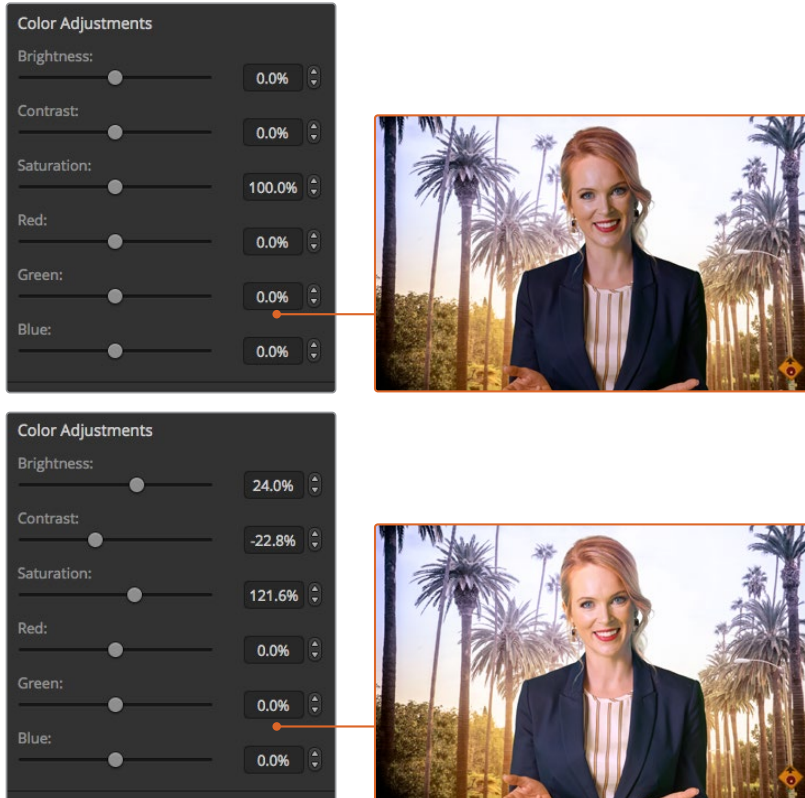 Color Adjustments
Brightness:
0.0%
Contrast:
0.0%
Saturation:
100.0%
Red:
0.0%
Green:
0.0%
Blue:
0.0%
Color Adjustments
Brightness:
24.0%
Contrast:
-22.8%
Saturation:
121.6%
Red:
0.0%
Green:
0.0%
Blue:
0.0%